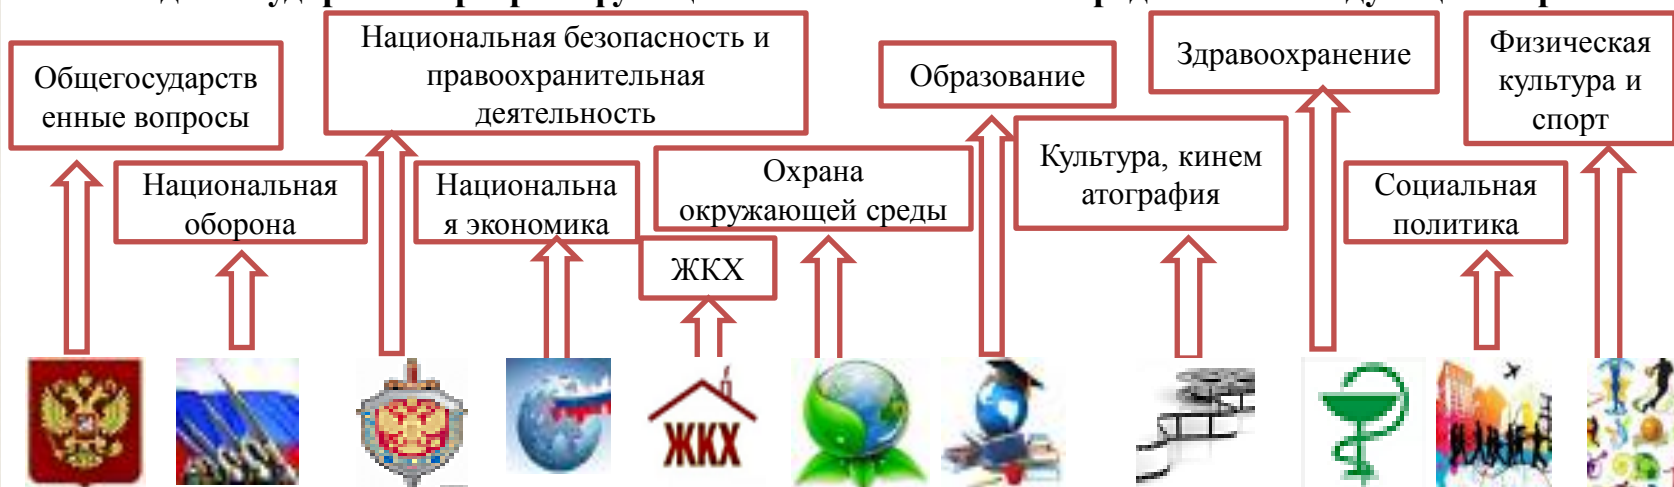 Общегосударств
енные вопросы
Национальная
оборона
Национальная безопасность и
правоохранительная
деятельность
Национальна
я экономика
ЖКХ
Охрана
окружающей среды
Образование
Культура, кинем
атография
Здравоохранение
Социальная
политика
Физическая
культура и
спорт
ЖКХ